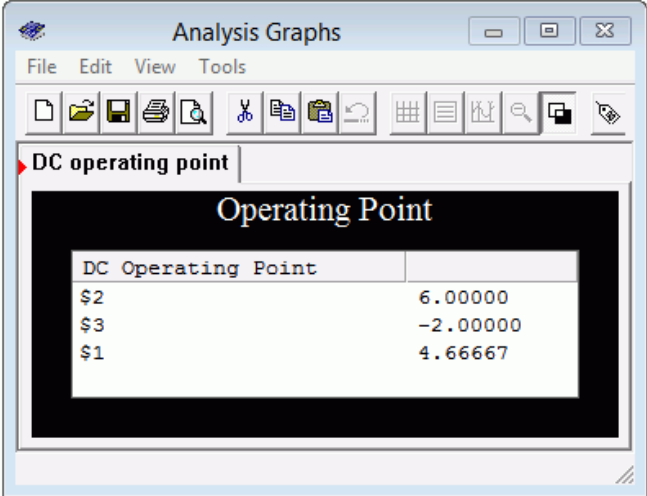 Analysis Graphs
File Edit View Tools
DC operating point
Operating Point
DC Operating Point
$2 6.00000
$3 -2.00000
$1 4.66667